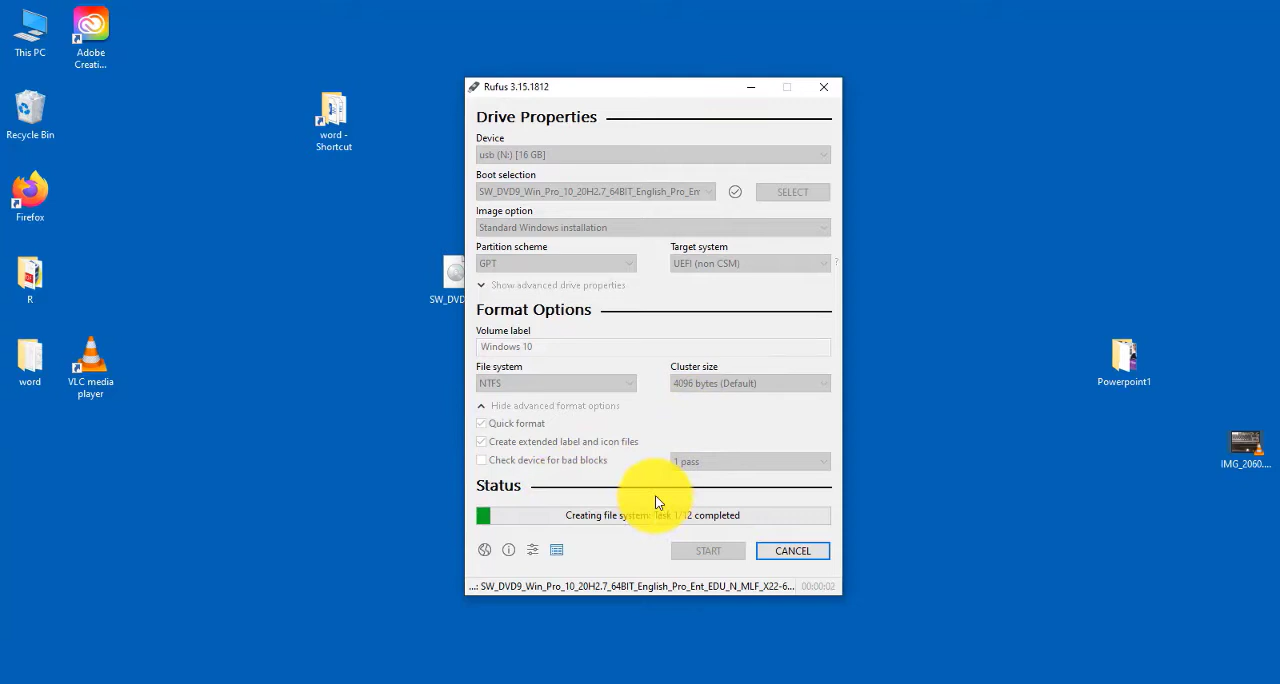 This PC
Adobe
Creati...
Recycle Bin
word -
Shortcut
Firefox
R
SW_DVD
word
VLC media
player
Rufus 3.15.1812
Drive Properties
Device
usb (N:) [16 GB]
Boot selection
SW_DVD9_Win_Pro_10_20H2.7_64BIT_English_Pro_En
SELECT
Image option
Standard Windows installation
Partition scheme
Target system
GPT
UEFI (non CSM)
?
Show advanced drive properties
Format Options
Volume label
Windows 10
File system
Cluster size
NTFS
4096 bytes (Default)
Hide advanced format options
Quick format
Create extended label and icon files
Check device for bad blocks
1 pass
Status
Creating file system: Task 1/12 completed
START
CANCEL
...: SW_DVD9_Win_Pro_10_20H2.7_64BIT_English_Pro_Ent_EDU_N_MLF_X22-6...
00:00:02
Powerpoint1
IMG_2060....